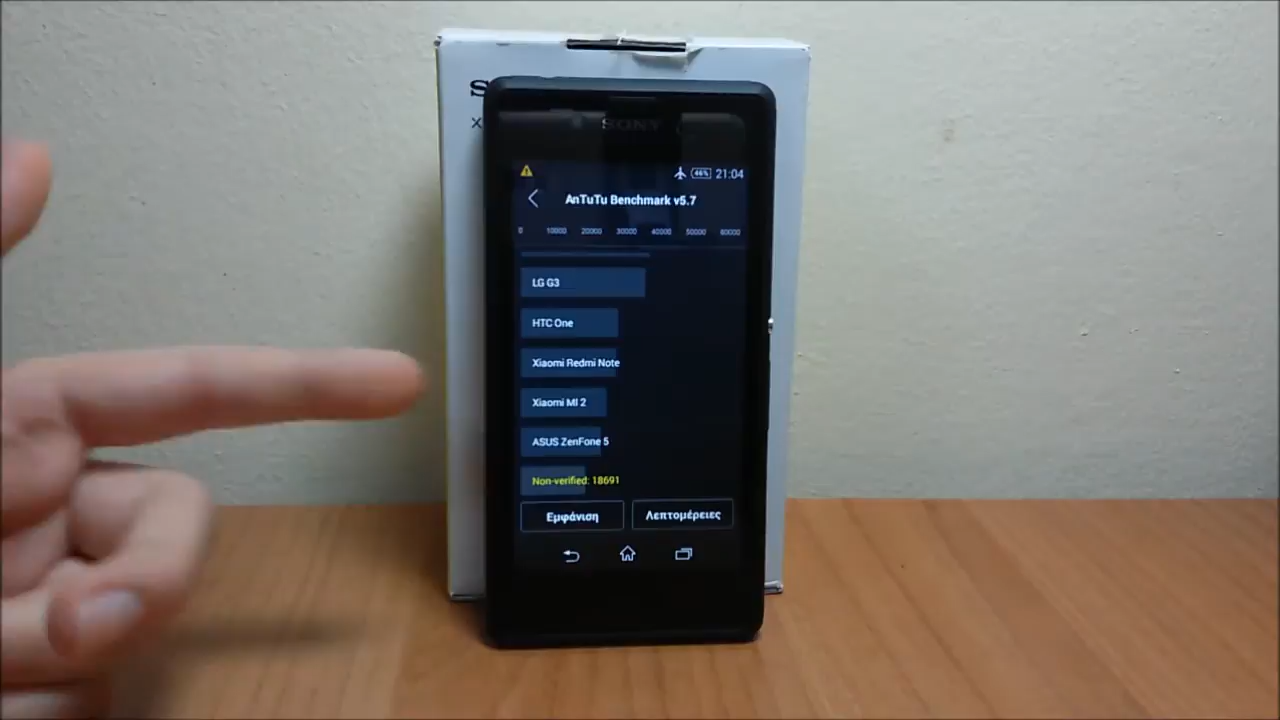 S
X
SONY
46% 21:04
AnTuTu Benchmark v5.7
0 10000 20000 30000 40000 50000 60000
LG G3
HTC One
Xiaomi Redmi Note
Xiaomi MI 2
ASUS ZenFone 5
Non-verified: 18691
Εμφάνιση Λεπτομέρειες